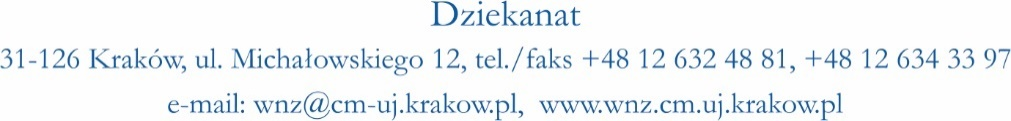 Dziekanat
31-126 Kraków, ul. Michałowskiego 12, tel./faks +48 12 632 48 81, +48 12 634 33 97
e-mail: wnz@cm-uj.krakow.pl, www.wnz.cm.uj.krakow.pl